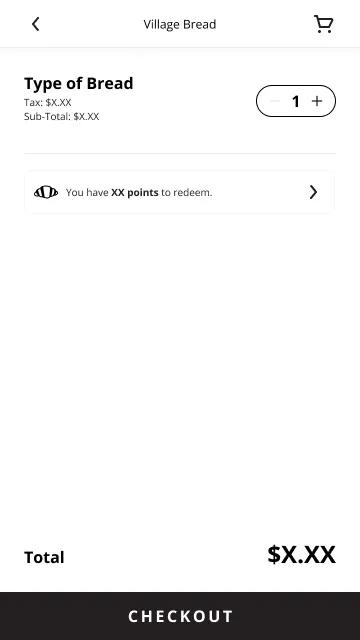 Village Bread
Type of Bread
Tax: $X.XX
Sub-Total: $X.XX
1
You have XX points to redeem.
Total
$X.XX
CHECKOUT